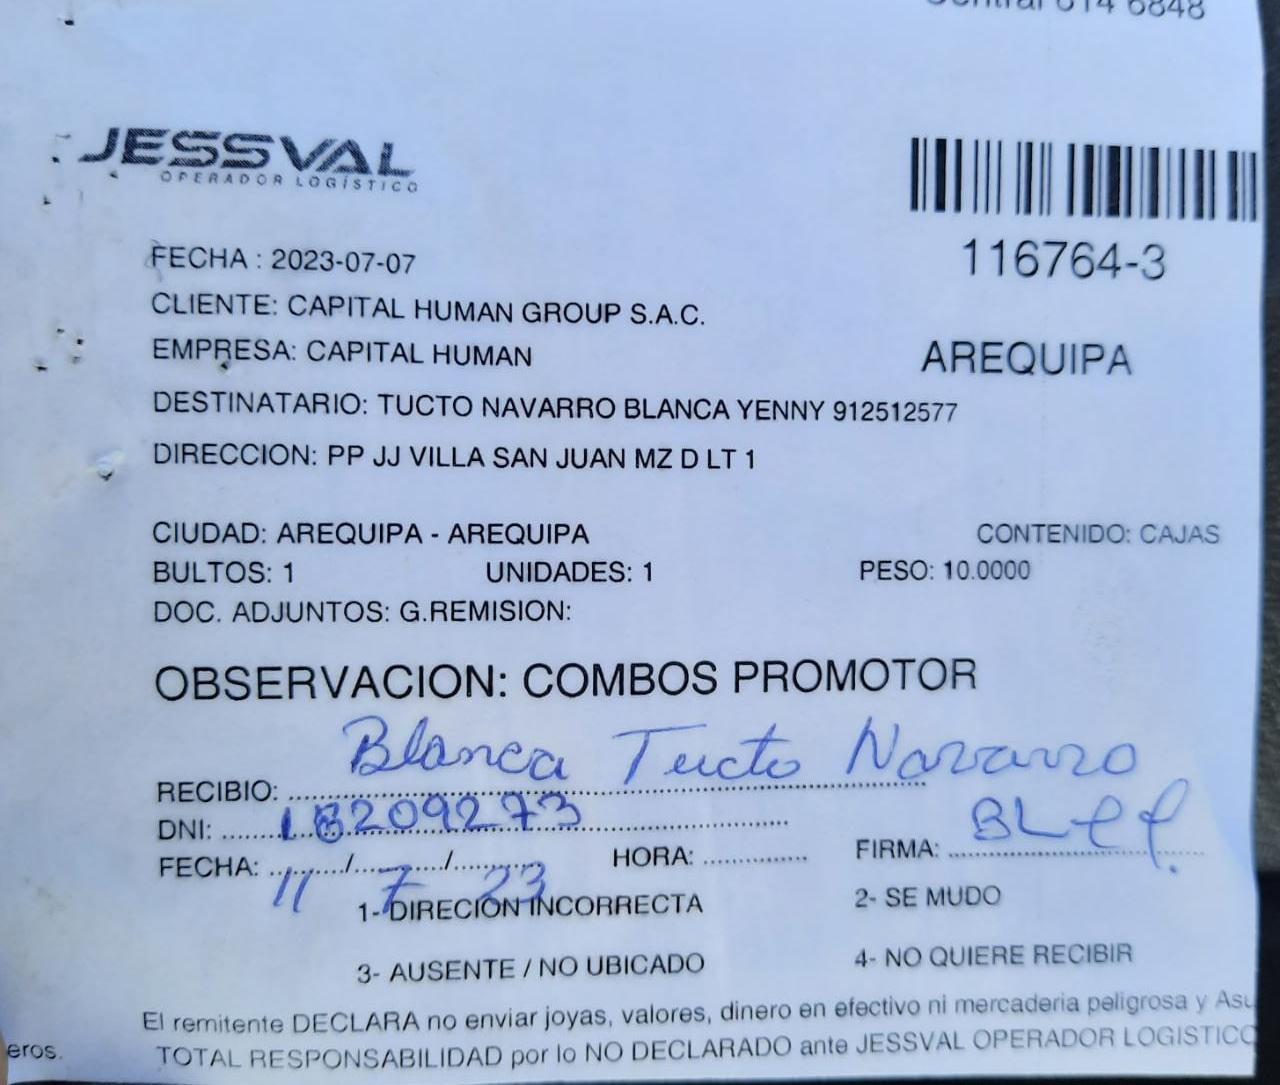 Central 614 6848
JESSVAL
OPERADOR LOGÍSTICO
116764-3
FECHA : 2023-07-07
CLIENTE: CAPITAL HUMAN GROUP S.A.C.
EMPRESA: CAPITAL HUMAN
AREQUIPA
DESTINATARIO: TUCTO NAVARRO BLANCA YENNY 912512577
DIRECCION: PP JJ VILLA SAN JUAN MZ D LT 1
CIUDAD: AREQUIPA - AREQUIPA CONTENIDO: CAJAS
BULTOS: 1 UNIDADES: 1 PESO: 10.0000
DOC. ADJUNTOS: G.REMISION:
OBSERVACION: COMBOS PROMOTOR
RECIBIO: Blanca Tucto Navarro
DNI: 18209273
FECHA: 11/7/23 HORA: FIRMA:
1- DIRECION INCORRECTA 2- SE MUDO
3- AUSENTE / NO UBICADO 4- NO QUIERE RECIBIR
El remitente DECLARA no enviar joyas, valores, dinero en efectivo ni mercaderia peligrosa y Asu
eros. TOTAL RESPONSABILIDAD por lo NO DECLARADO ante JESSVAL OPERADOR LOGISTICO